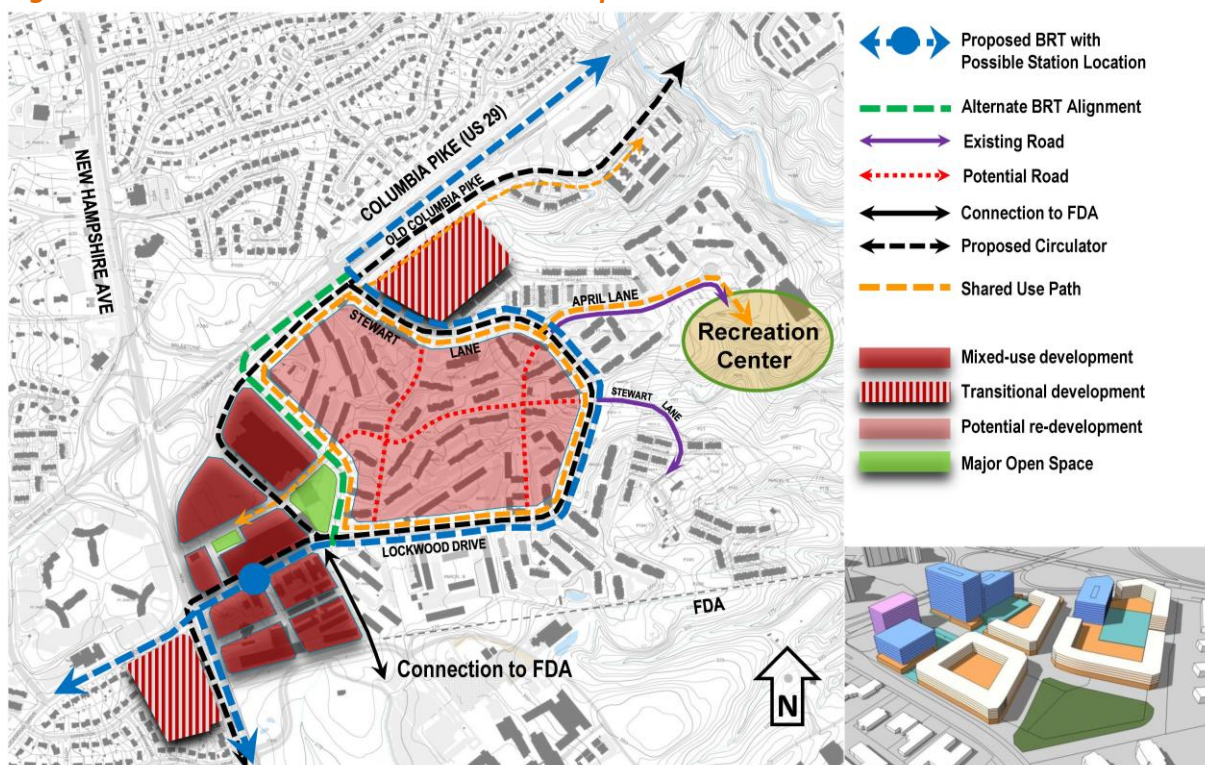 COLUMBIA PIKE (US 29)
OLD COLUMBIA PIKE
NEW HAMPSHIRE AVE
STEWART
LANE
APRIL LANE
Recreation
Center
STEWART LANE
LOCKWOOD DRIVE
FDA
Connection to FDA
N
Proposed BRT with
Possible Station Location
Alternate BRT Alignment
Existing Road
Potential Road
Connection to FDA
Proposed Circulator
Shared Use Path
Mixed-use development
Transitional development
Potential re-development
Major Open Space